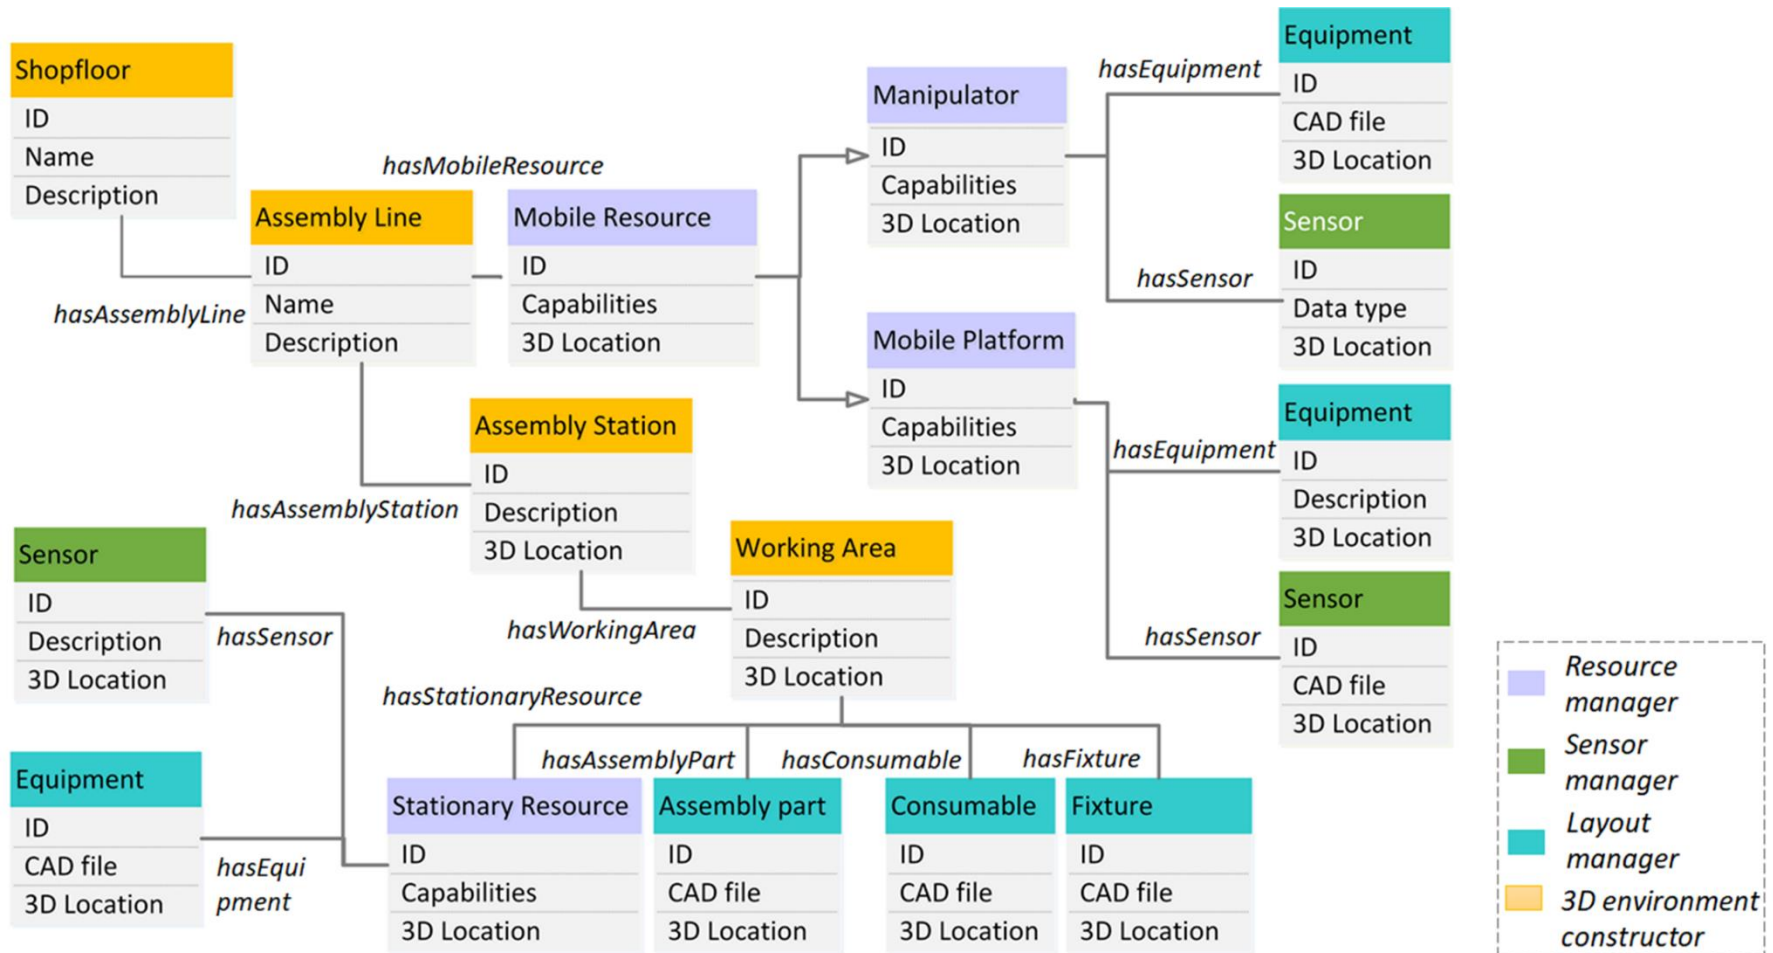 Shopfloor
ID
Name
Description
hasAssemblyLine
Assembly Line
ID
Name
Description
hasMobileResource
Mobile Resource
ID
Capabilities
3D Location
Manipulator
ID
Capabilities
3D Location
hasEquipment
Equipment
ID
CAD file
3D Location
hasSensor
Sensor
ID
Data type
3D Location
Mobile Platform
ID
Capabilities
3D Location
hasEquipment
Equipment
ID
Description
3D Location
hasSensor
Sensor
ID
CAD file
3D Location
hasAssemblyStation
Assembly Station
ID
Description
3D Location
hasWorkingArea
Working Area
ID
Description
3D Location
Sensor
ID
Description
3D Location
hasSensor
Equipment
ID
CAD file
3D Location
hasEqui
pment
hasStationaryResource
Stationary Resource
ID
Capabilities
3D Location
hasAssemblyPart
Assembly part
ID
CAD file
3D Location
hasConsumable
Consumable
ID
CAD file
3D Location
hasFixture
Fixture
ID
CAD file
3D Location
Resource
manager
Sensor
manager
Layout
manager
3D environment
constructor